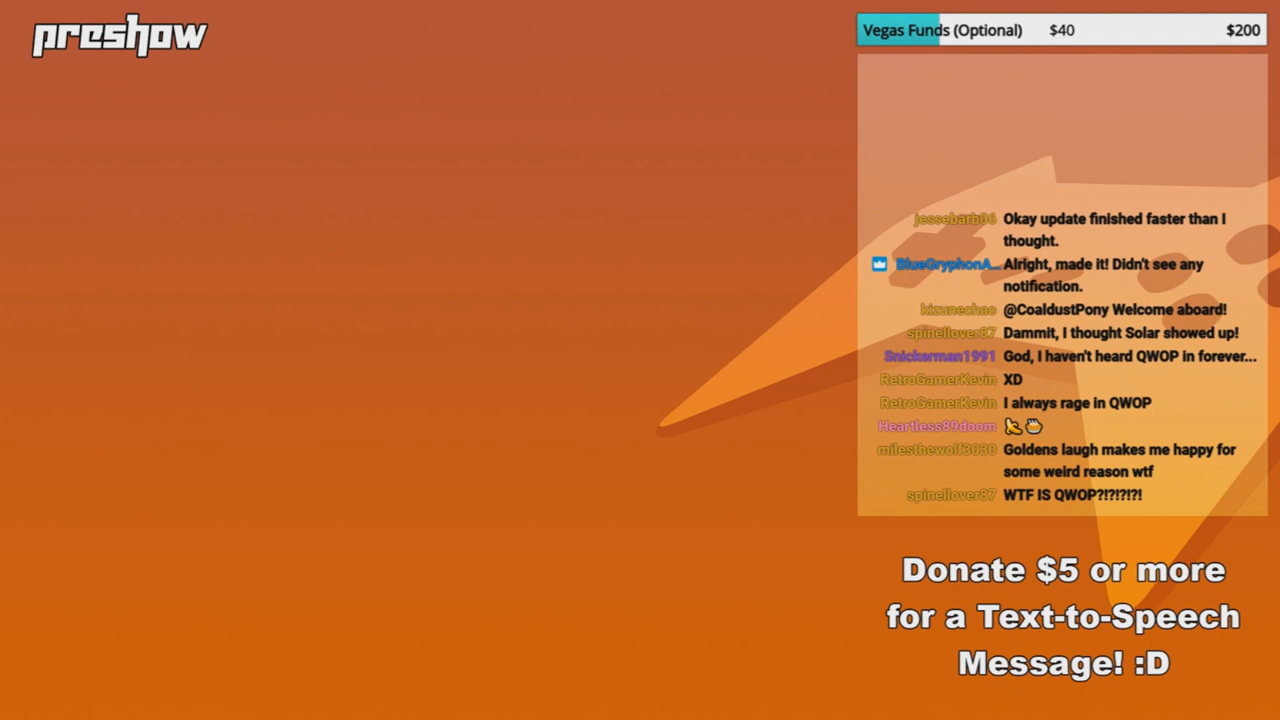 preshow
Vegas Funds (Optional) $40 $200
jessebarb06 Okay update finished faster than I
thought.
BlueGryphonA... Alright, made it! Didn't see any
notification.
kizunechao @CoaldustPony Welcome aboard!
spinellover87 Dammit, I thought Solar showed up!
Snickerman1991 God, I haven't heard QWOP in forever...
RetroGamerKevin XD
RetroGamerKevin I always rage in QWOP
Heartless89doom
milesthewolf3030 Goldens laugh makes me happy for
some weird reason wtf
spinellover87 WTF IS QWOP?!?!?!?!
Donate $5 or more
for a Text-to-Speech
Message! :D